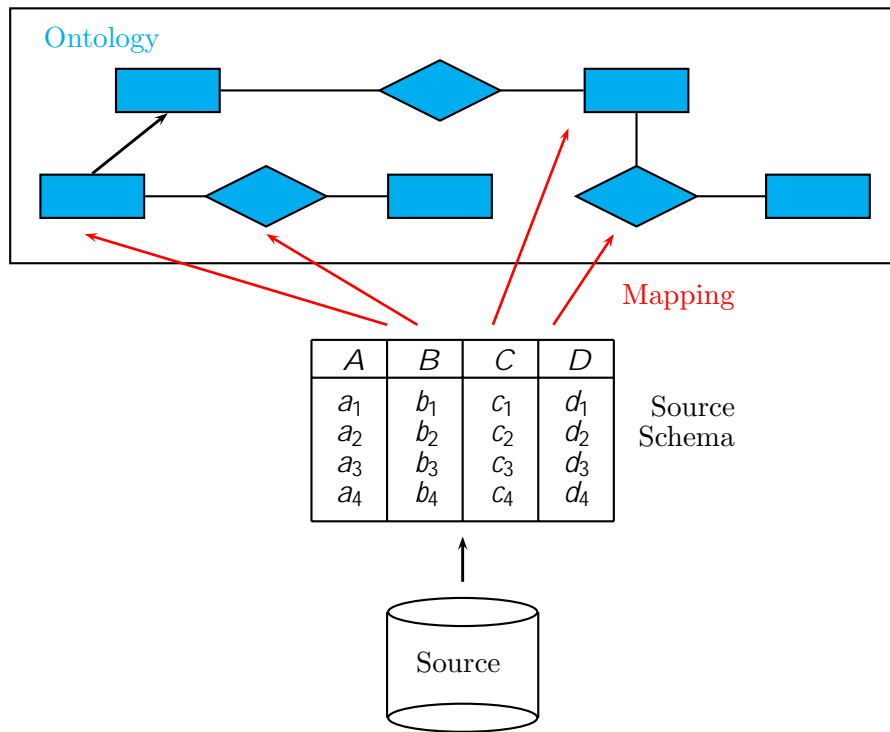 Ontology
Mapping
A B C D
a₁ b₁ c₁ d₁
a₂ b₂ c₂ d₂
a₃ b₃ c₃ d₃
a₄ b₄ c₄ d₄
Source
Schema
Source